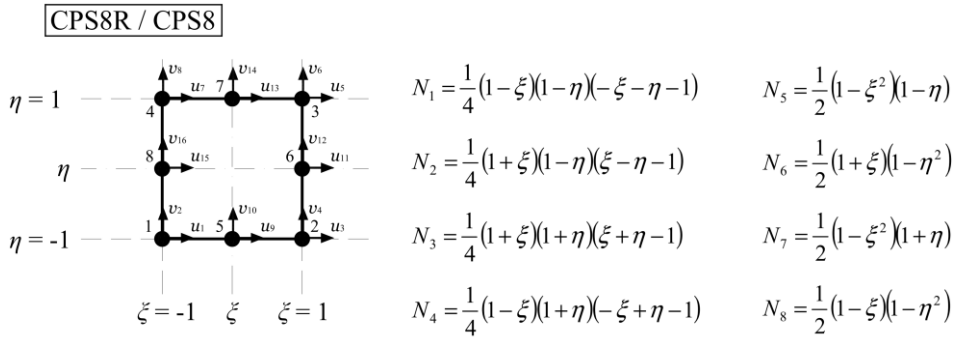 CPS8R / CPS8
v₈ v₁₄ v₆
η = 1 4 u₇ 7 u₁₃ 3 u₅
v₁₆ v₁₂
η 8 u₁₅ 6 u₁₁
v₂ v₁₀ v₄
η = -1 1 u₁ 5 u₉ 2 u₃
ξ = -1 ξ ξ = 1
N₁ = 1/4 (1-ξ)(1-η)(-ξ-η-1)
N₂ = 1/4 (1+ξ)(1-η)(ξ-η-1)
N₃ = 1/4 (1+ξ)(1+η)(ξ+η-1)
N₄ = 1/4 (1-ξ)(1+η)(-ξ+η-1)
N₅ = 1/2 (1-ξ²)(1-η)
N₆ = 1/2 (1+ξ)(1-η²)
N₇ = 1/2 (1-ξ²)(1+η)
N₈ = 1/2 (1-ξ)(1-η²)